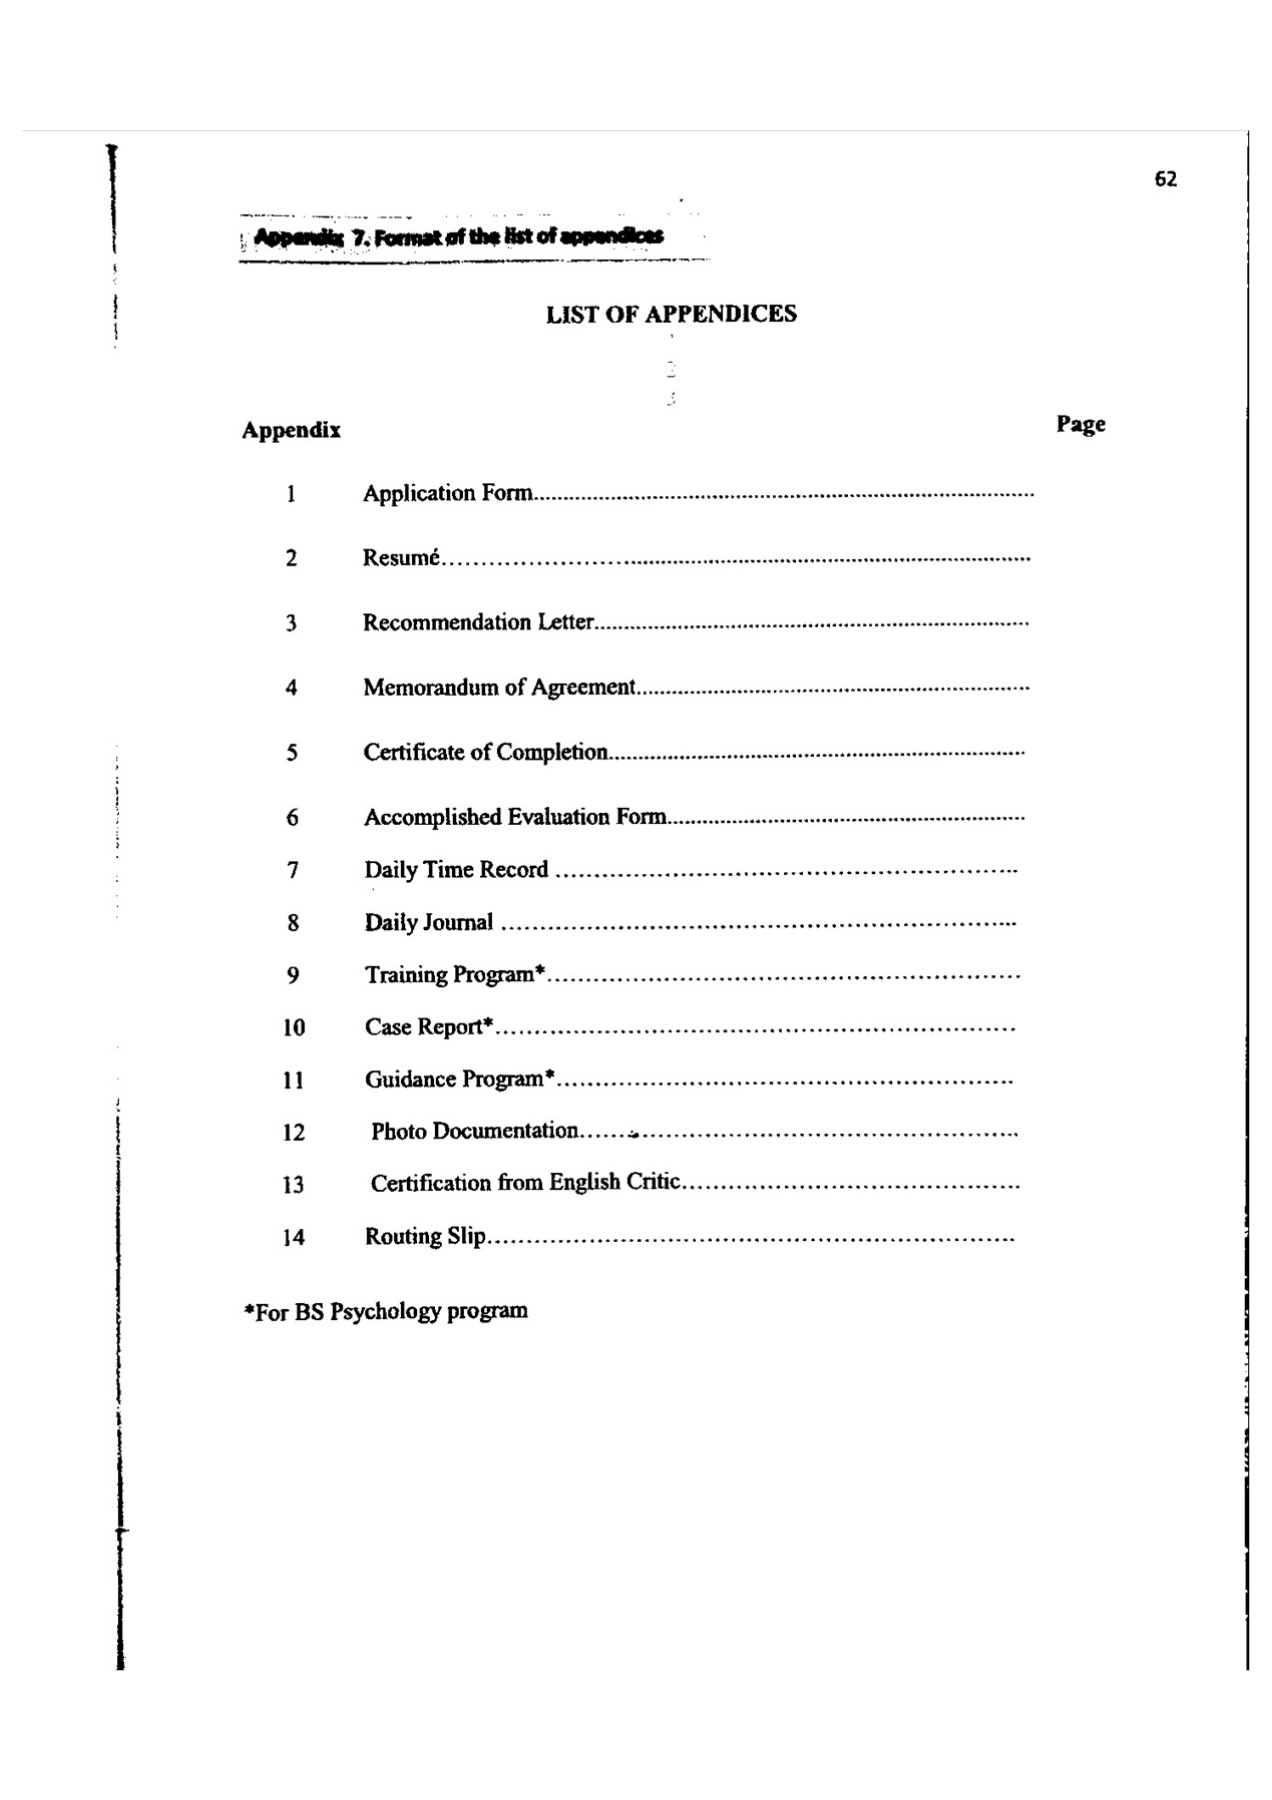 62
Appendix 7. Format of the list of appendices
LIST OF APPENDICES
Appendix Page
1 Application Form...............................................................................
2 Resumé...............................................................................
3 Recommendation Letter...............................................................................
4 Memorandum of Agreement...............................................................................
5 Certificate of Completion...............................................................................
6 Accomplished Evaluation Form...............................................................................
7 Daily Time Record ...............................................................................
8 Daily Journal ...............................................................................
9 Training Program*...............................................................................
10 Case Report*...............................................................................
11 Guidance Program*...............................................................................
12 Photo Documentation...............................................................................
13 Certification from English Critic...............................................................................
14 Routing Slip...............................................................................
*For BS Psychology program